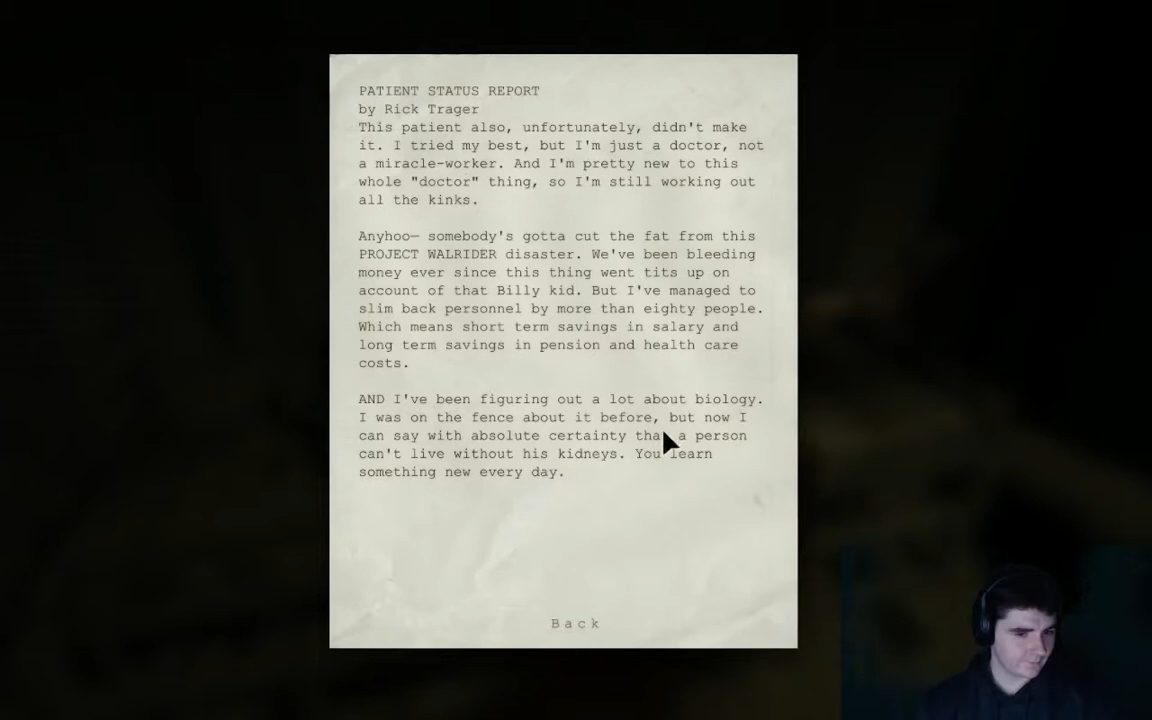 PATIENT STATUS REPORT
by Rick Trager
This patient also, unfortunately, didn't make
it. I tried my best, but I'm just a doctor, not
a miracle-worker. And I'm pretty new to this
whole "doctor" thing, so I'm still working out
all the kinks.
Anyhoo— somebody's gotta cut the fat from this
PROJECT WALRIDER disaster. We've been bleeding
money ever since this thing went tits up on
account of that Billy kid. But I've managed to
slim back personnel by more than eighty people.
Which means short term savings in salary and
long term savings in pension and health care
costs.
AND I've been figuring out a lot about biology.
I was on the fence about it before, but now I
can say with absolute certainty that a person
can't live without his kidneys. You learn
something new every day.
Back